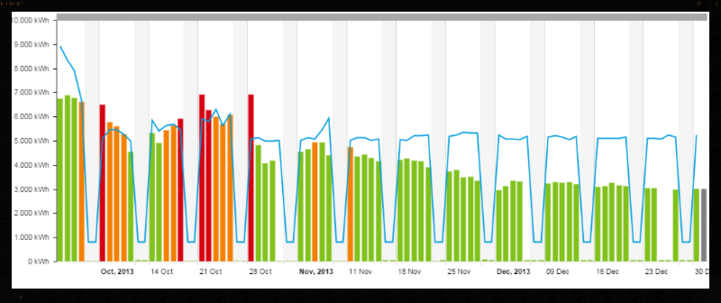 10.000 kWh
9.000 kWh
8.000 kWh
7.000 kWh
6.000 kWh
5.000 kWh
4.000 kWh
3.000 kWh
2.000 kWh
1.000 kWh
0 kWh
Oct, 2013 14 Oct 21 Oct 28 Oct Nov, 2013 11 Nov 18 Nov 25 Nov Dec, 2013 09 Dec 16 Dec 23 Dec 30 D